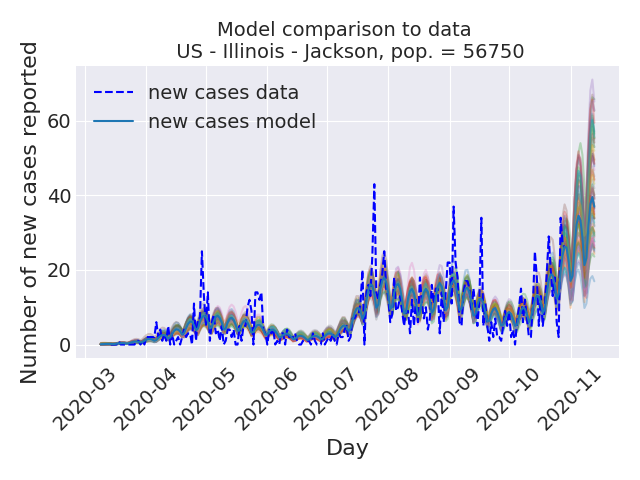 Model comparison to data
US - Illinois - Jackson, pop. = 56750
new cases data
new cases model
Number of new cases reported
60
40
20
0
2020-03
2020-04
2020-05
2020-06
2020-07
2020-08
2020-09
2020-10
2020-11
Day